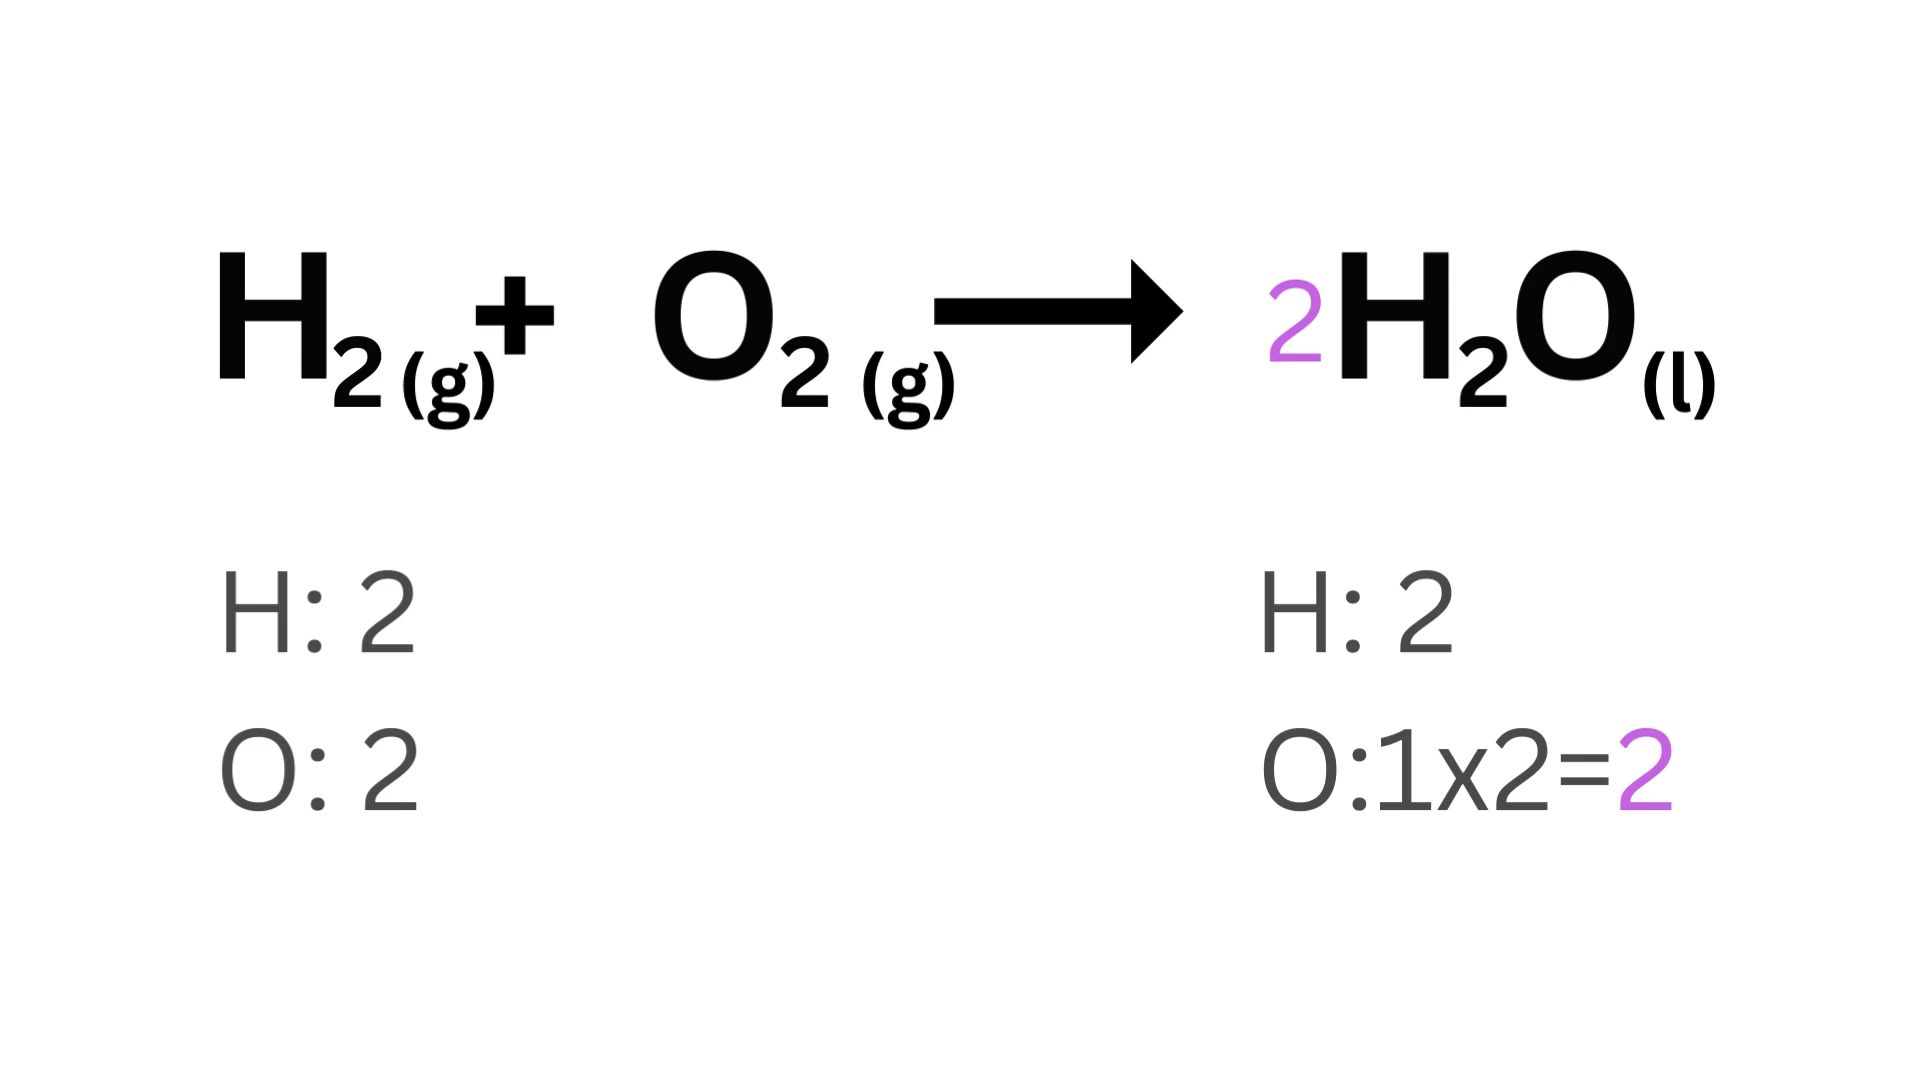 H₂ (g) + O₂ (g) → 2H₂O(l)
H: 2 H: 2
O: 2 O:1x2=2